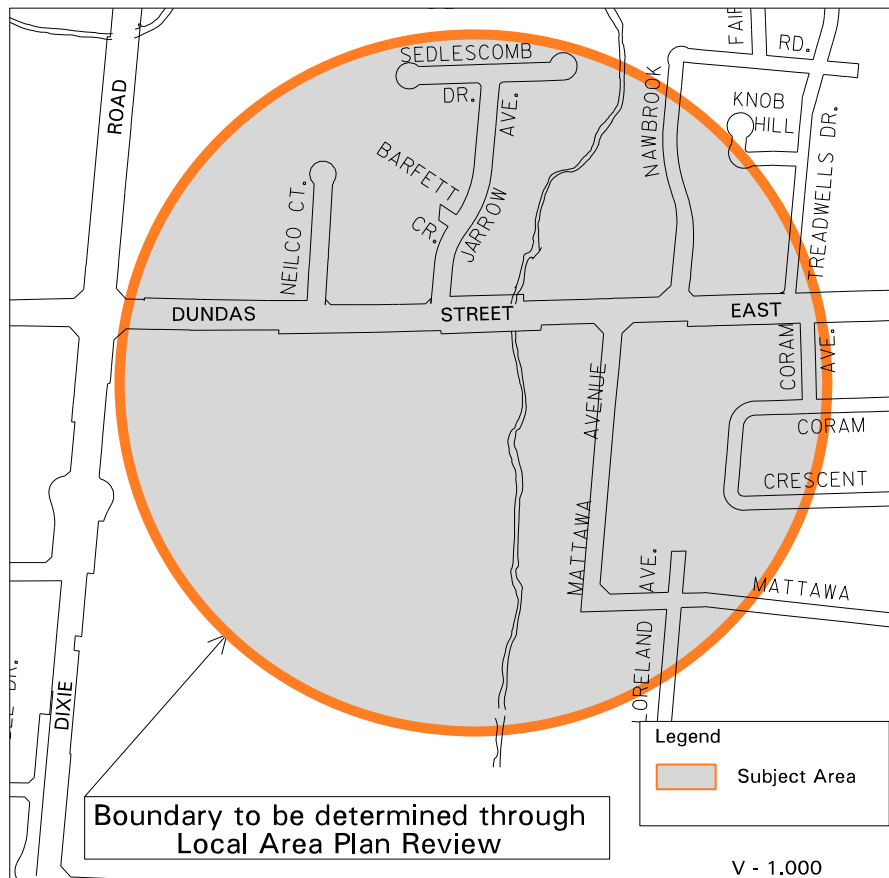 SEDLESCOMB
DR.
AVE.
JARROW
BARFETT
CR.
NEILCO CT.
ROAD
NAWBROOK
RD.
KNOB
HILL
TREADWELLS DR.
DUNDAS STREET EAST
CORAM
AVE.
CORAM
CRESCENT
MATTAWA AVENUE
MATTAWA
AVE.
DIXIE
Legend
Subject Area
Boundary to be determined through
Local Area Plan Review
V - 1.000